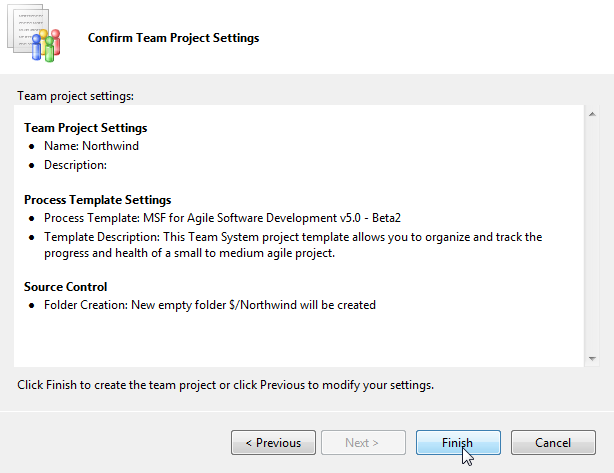 Confirm Team Project Settings
Team project settings:
Team Project Settings
• Name: Northwind
• Description:
Process Template Settings
• Process Template: MSF for Agile Software Development v5.0 - Beta2
• Template Description: This Team System project template allows you to organize and track the
progress and health of a small to medium agile project.
Source Control
• Folder Creation: New empty folder $/Northwind will be created
Click Finish to create the team project or click Previous to modify your settings.
< Previous Next > Finish Cancel